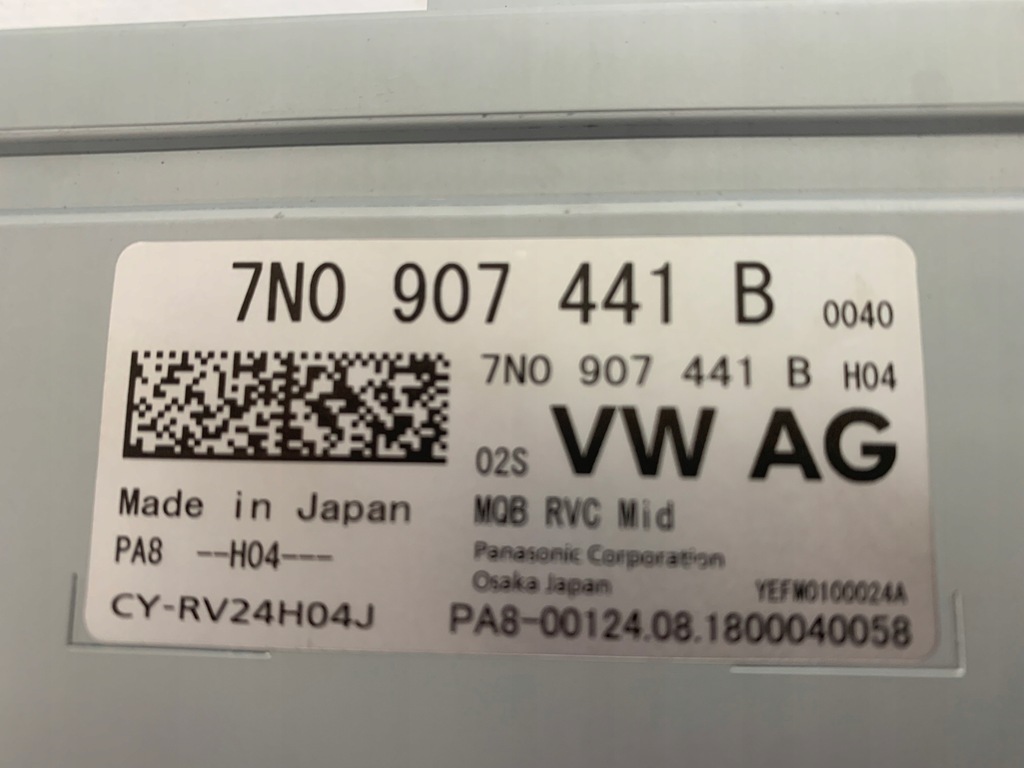 7N0 907 441 B 0040
7N0 907 441 B H04
02S VW AG
Made in Japan
MQB RVC Mid
PA8 --H04---
Panasonic Corporation
Osaka Japan
YEFM0100024A
CY-RV24H04J
PA8-00124.08.1800040058